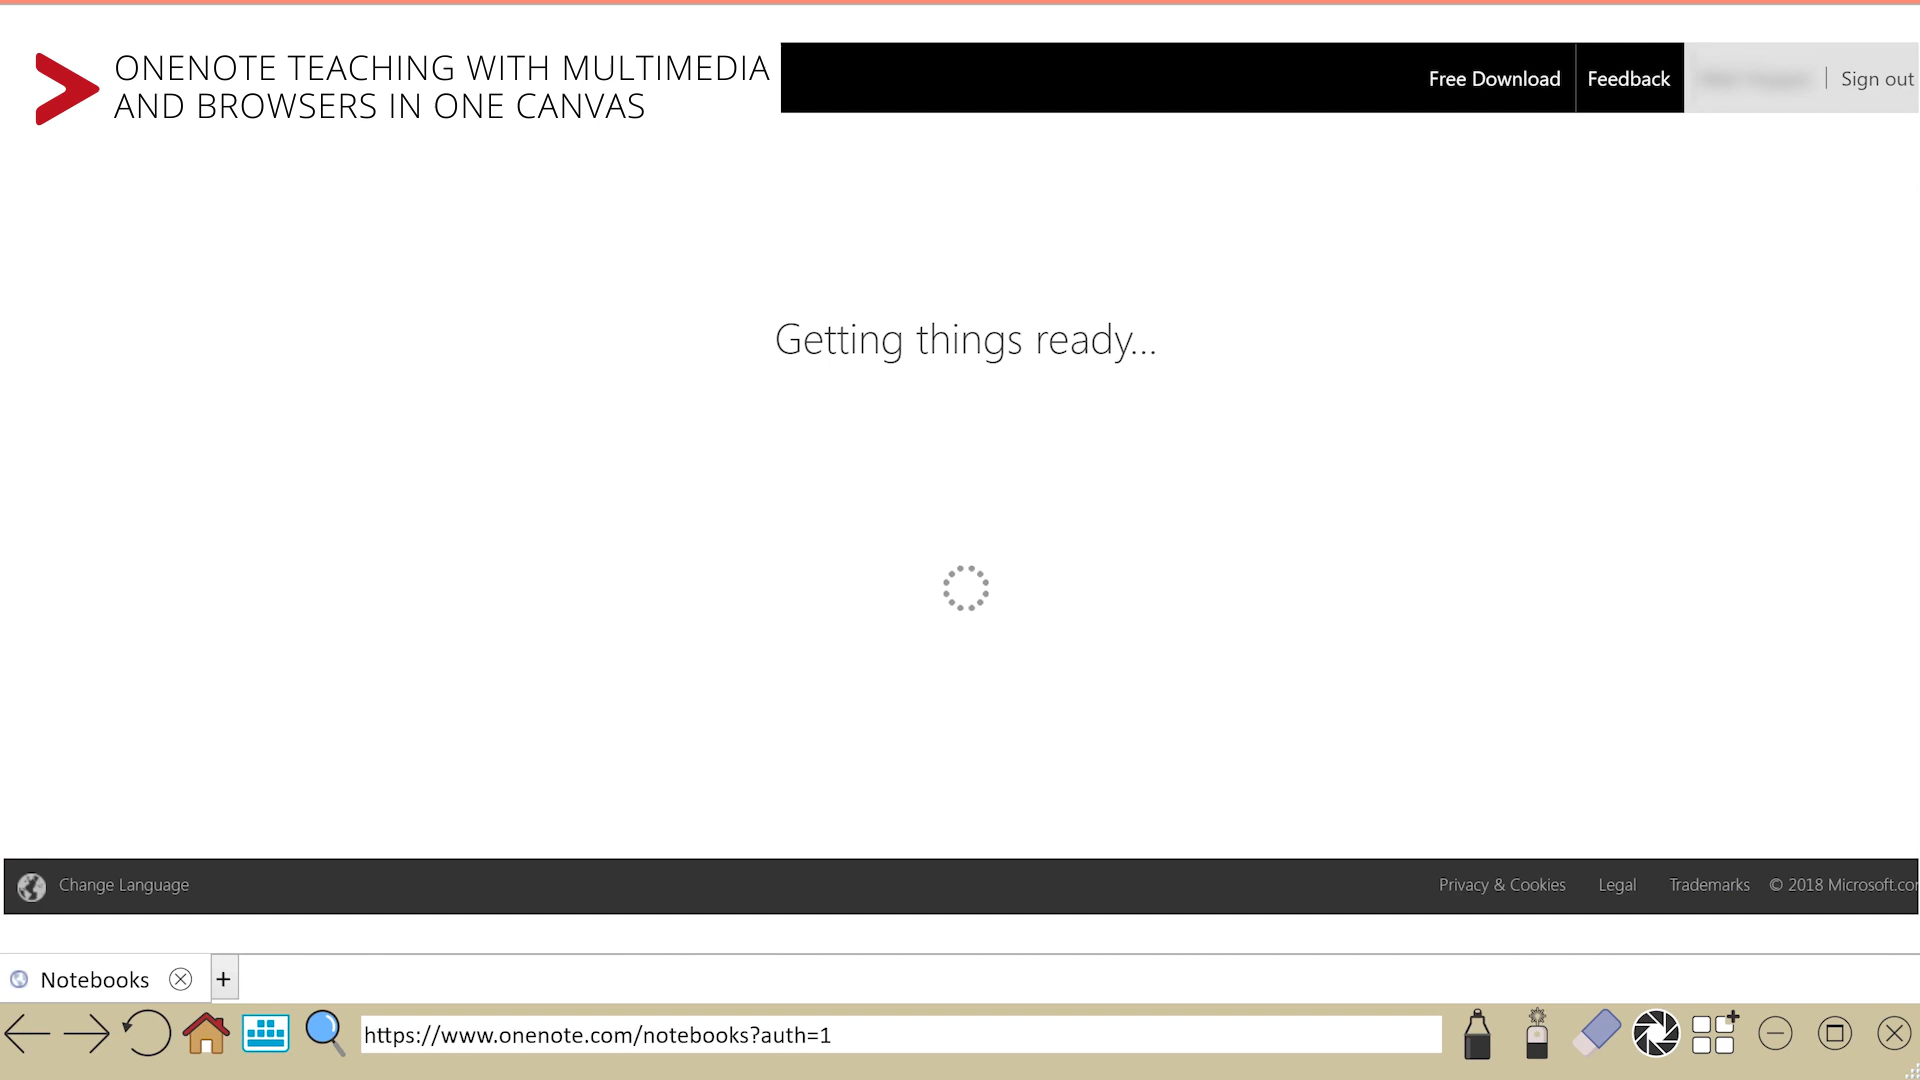 ONENOTE TEACHING WITH MULTIMEDIA
AND BROWSERS IN ONE CANVAS
Free Download
Feedback
Sign out
Getting things ready...
Change Language
Privacy & Cookies
Legal
Trademarks
© 2018 Microsoft.co
Notebooks
+
https://www.onenote.com/notebooks?auth=1